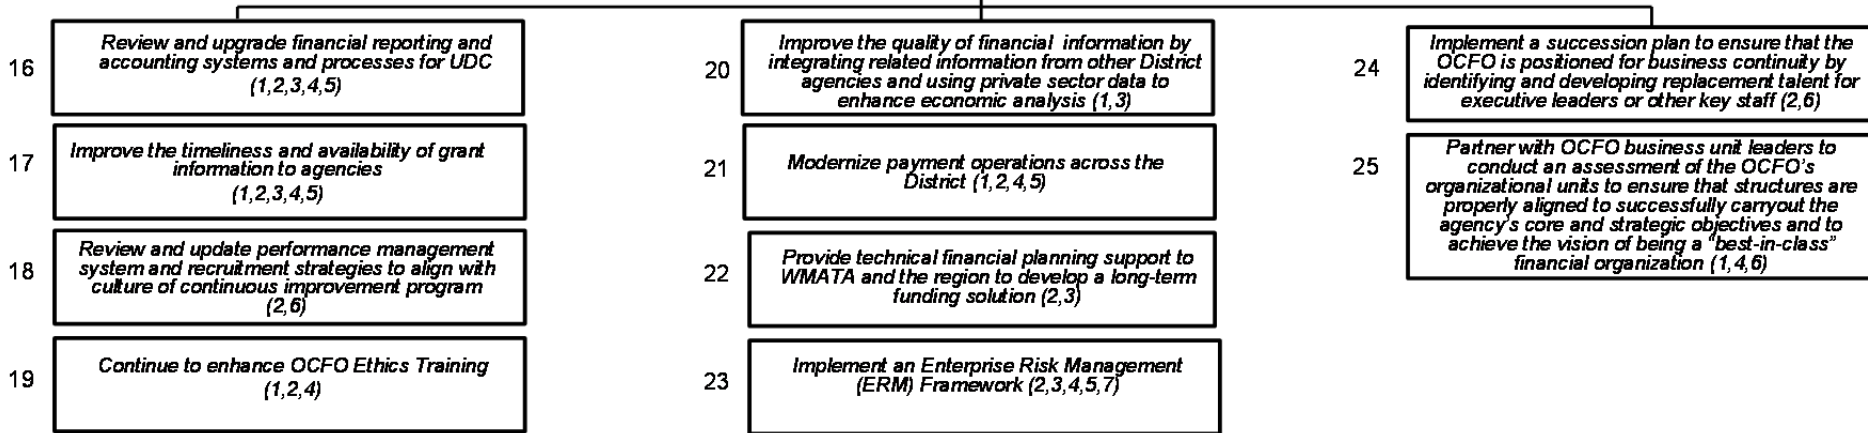 16
Review and upgrade financial reporting and
accounting systems and processes for UDC
(1,2,3,4,5)
17
Improve the timeliness and availability of grant
information to agencies
(1,2,3,4,5)
18
Review and update performance management
system and recruitment strategies to align with
culture of continuous improvement program
(2,6)
19
Continue to enhance OCFO Ethics Training
(1,2,4)
20
Improve the quality of financial information by
integrating related information from other District
agencies and using private sector data to
enhance economic analysis (1,3)
21
Modernize payment operations across the
District (1,2,4,5)
22
Provide technical financial planning support to
WMATA and the region to develop a long-term
funding solution (2,3)
23
Implement an Enterprise Risk Management
(ERM) Framework (2,3,4,5,7)
24
Implement a succession plan to ensure that the
OCFO is positioned for business continuity by
identifying and developing replacement talent for
executive leaders or other key staff (2,6)
25
Partner with OCFO business unit leaders to
conduct an assessment of the OCFO's
organizational units to ensure that structures are
properly aligned to successfully carryout the
agency's core and strategic objectives and to
achieve the vision of being a "best-in-class"
financial organization (1,4,6)